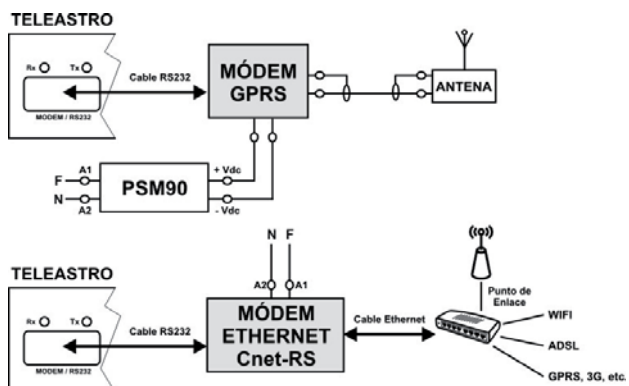 TELEASTRO
Rx Tx
MODEM / RS232
Cable RS232
MÓDEM
GPRS
ANTENA
F A1
N A2
PSM90
+ Vdc
- Vdc
TELEASTRO
Rx Tx
MODEM / RS232
Cable RS232
N F
A2 A1
MÓDEM
ETHERNET
Cnet-RS
Cable Ethernet
Punto de
Enlace
WIFI
ADSL
GPRS, 3G, etc.